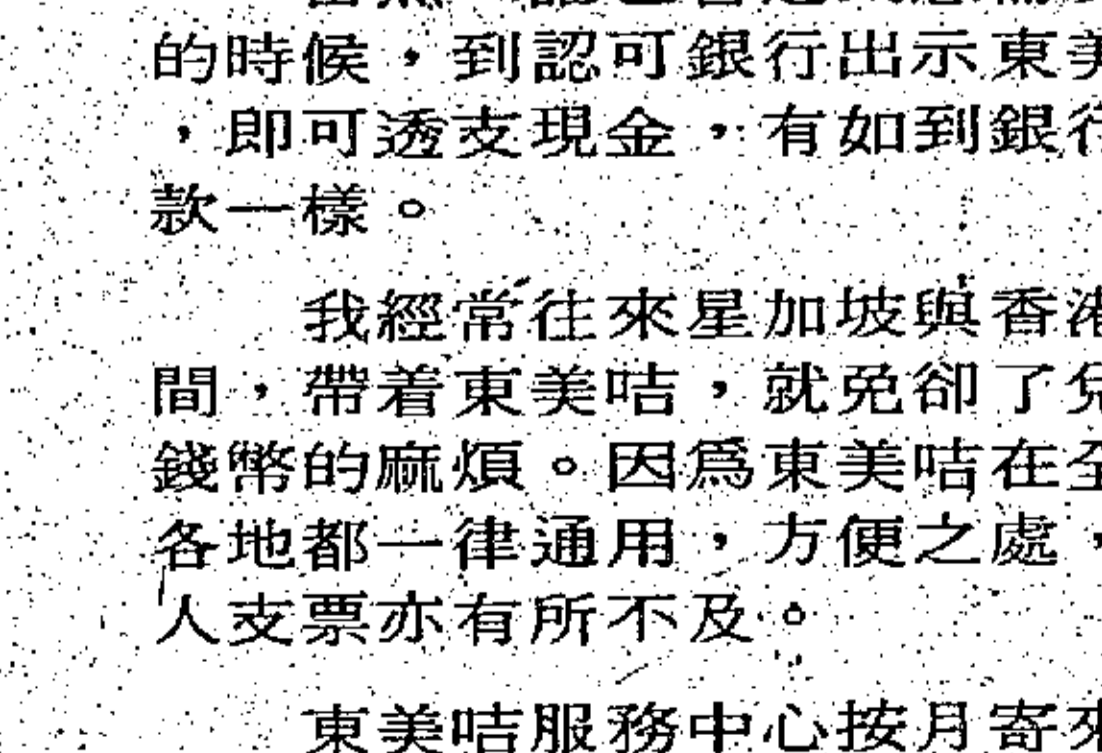 的時候，到認可銀行出示東美
，即可透支現金，有如到銀行
款一樣。
我經常往來星加坡與香港
間，帶着東美咭，就免卻了兌
錢幣的麻煩。因爲東美咭在全
各地都一律通用，方便之處，
人支票亦有所不及。
東美咭服務中心按月寄來